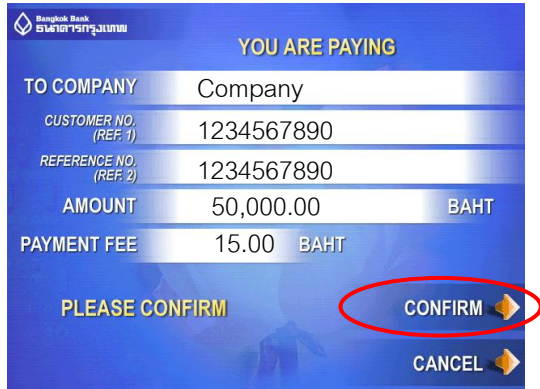 Bangkok Bank
ธนาคารกรุงเทพ
YOU ARE PAYING
TO COMPANY Company
CUSTOMER NO. (REF. 1) 1234567890
REFERENCE NO. (REF. 2) 1234567890
AMOUNT 50,000.00 BAHT
PAYMENT FEE 15.00 BAHT
PLEASE CONFIRM CONFIRM
CANCEL